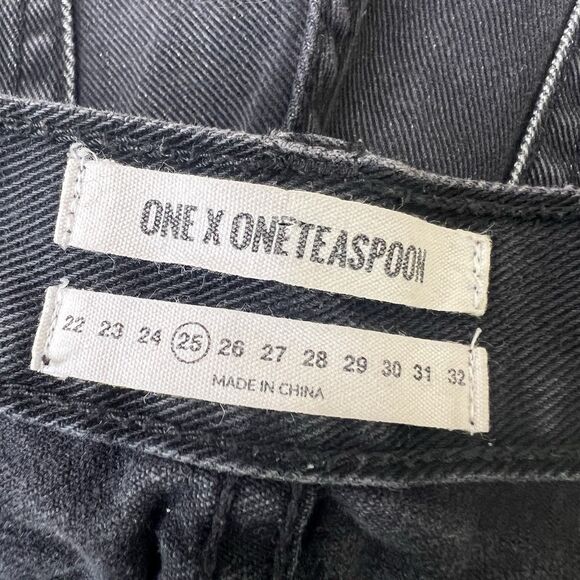 ONE X ONETEASPOON
22 23 24 25 26 27 28 29 30 31 32
MADE IN CHINA